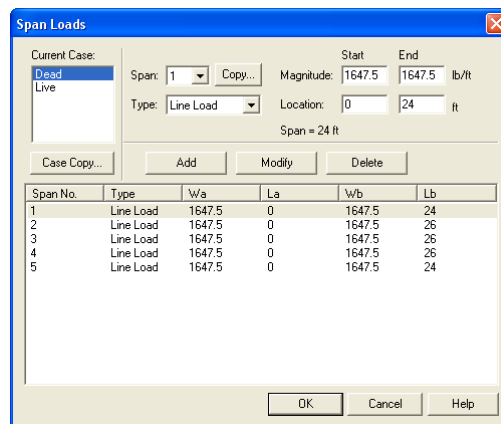 Span Loads
Current Case:
Dead
Live
Span: 1 Copy...
Type: Line Load
Start End
Magnitude: 1647.5 1647.5 lb/ft
Location: 0 24 ft
Span = 24 ft
Case Copy... Add Modify Delete
Span No. Type Wa La Wb Lb
1 Line Load 1647.5 0 1647.5 24
2 Line Load 1647.5 0 1647.5 26
3 Line Load 1647.5 0 1647.5 26
4 Line Load 1647.5 0 1647.5 26
5 Line Load 1647.5 0 1647.5 24
OK Cancel Help